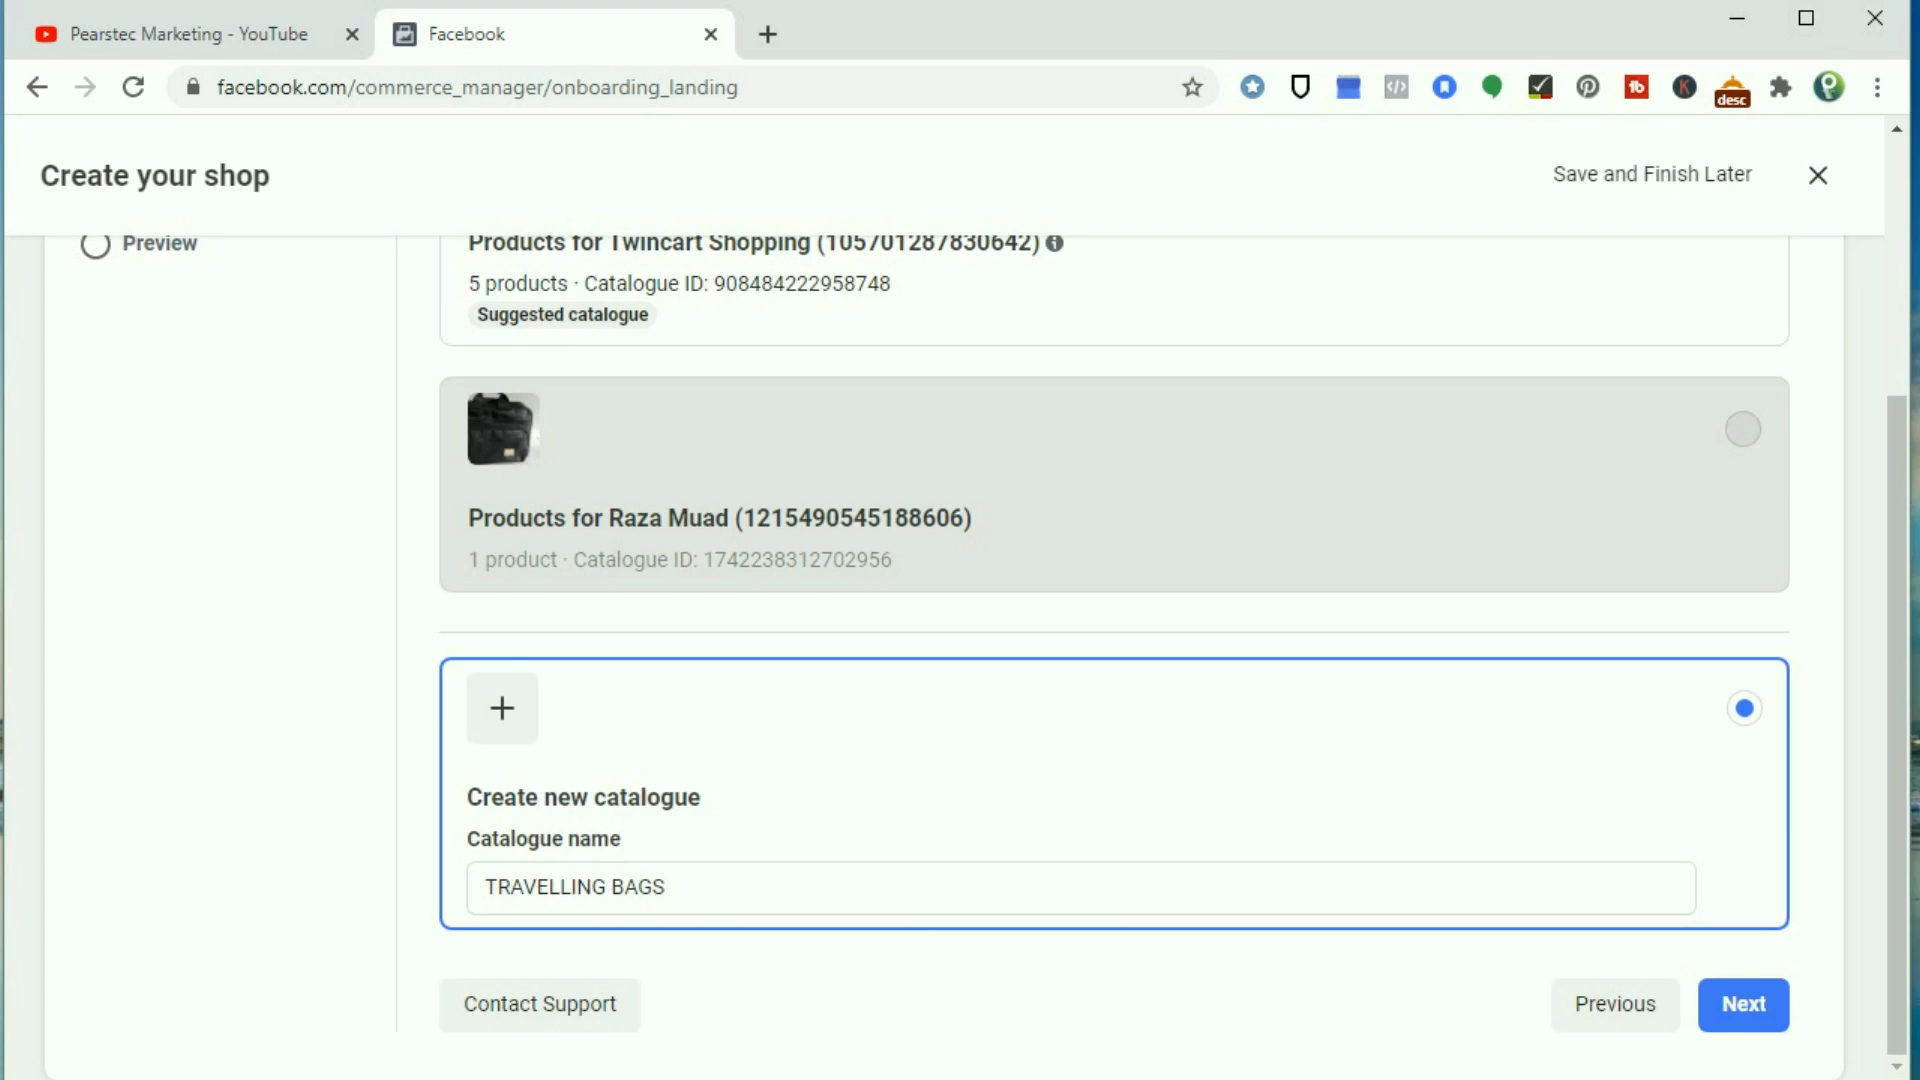 Pearstec Marketing - YouTube
Facebook
facebook.com/commerce_manager/onboarding_landing
desc
Create your shop
Save and Finish Later
Preview
Products for Twincart Shopping (105701287830642)
5 products · Catalogue ID: 908484222958748
Suggested catalogue
Products for Raza Muad (1215490545188606)
1 product · Catalogue ID: 1742238312702956
Create new catalogue
Catalogue name
TRAVELLING BAGS
Contact Support
Previous
Next